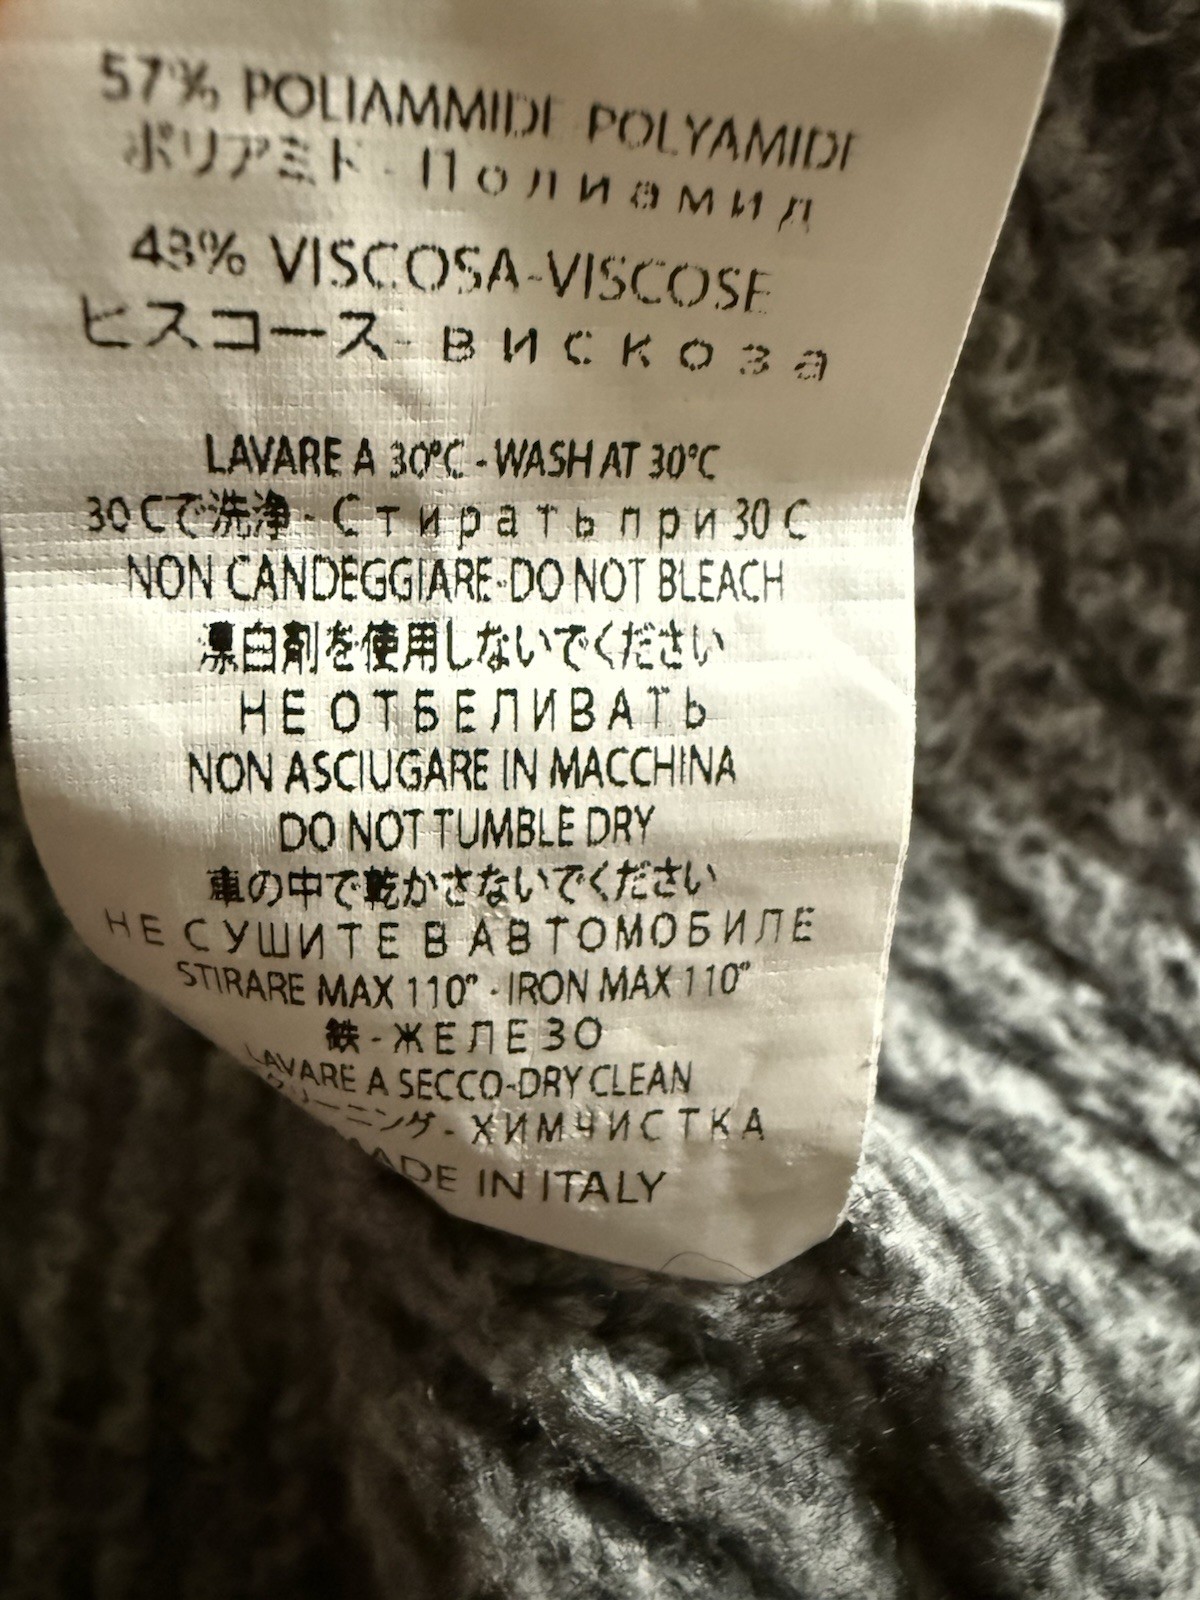 57% POLIAMMIDE POLYAMIDE
ポリアミド - Полиамид
43% VISCOSA-VISCOSE
ビスコース- вискоза
LAVARE A 30°C - WASH AT 30°C
30 Cで洗浄 - Стирать при 30 C
NON CANDEGGIARE-DO NOT BLEACH
漂白剤を使用しないでください
НЕ ОТБЕЛИВАТЬ
NON ASCIUGARE IN MACCHINA
DO NOT TUMBLE DRY
車の中で乾かさないでください
НЕ СУШИТЕ В АВТОМОБИЛЕ
STIRARE MAX 110" - IRON MAX 110"
鉄 - ЖЕЛЕЗО
LAVARE A SECCO-DRY CLEAN
クリーニング - ХИМЧИСТКА
MADE IN ITALY